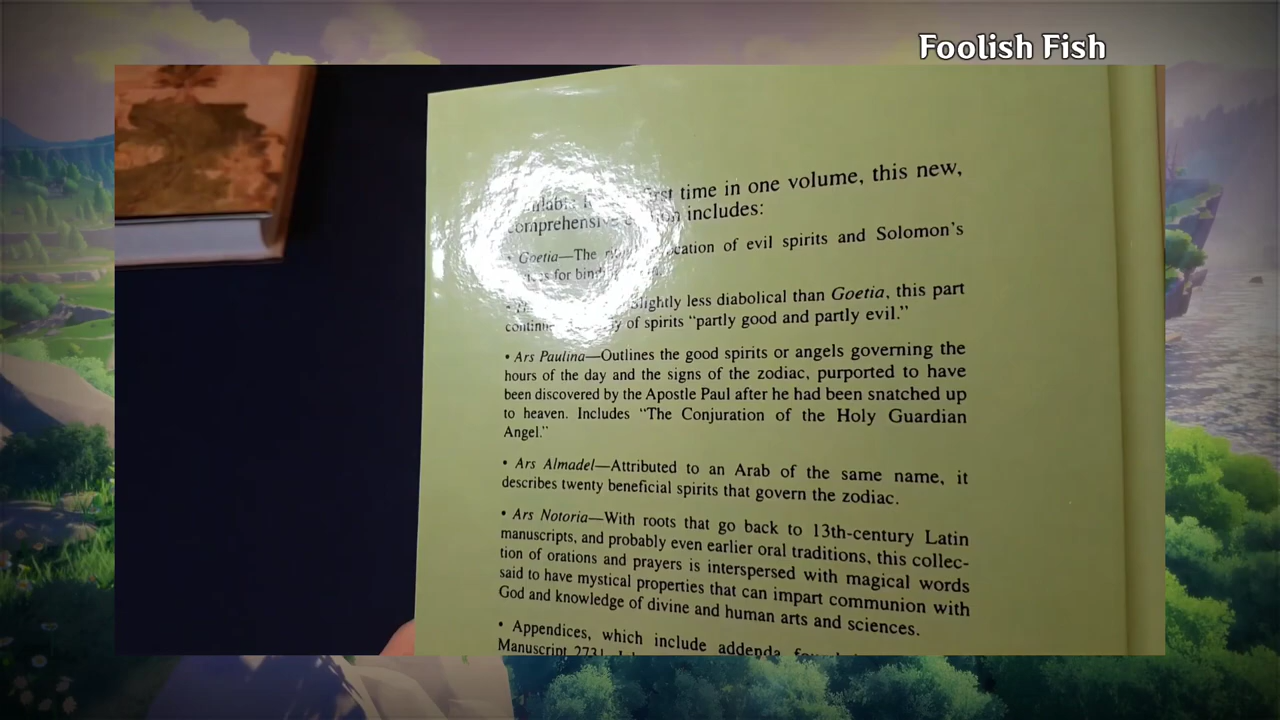 Foolish Fish
first time in one volume, this new,
comprehensive includes:
• Goetia—The of evil spirits and Solomon's
for
slightly less diabolical than Goetia, this part
of spirits "partly good and partly evil."
• Ars Paulina—Outlines the good spirits or angels governing the
hours of the day and the signs of the zodiac, purported to have
been discovered by the Apostle Paul after he had been snatched up
to heaven. Includes "The Conjuration of the Holy Guardian
Angel."
• Ars Almadel—Attributed to an Arab of the same name, it
describes twenty beneficial spirits that govern the zodiac.
• Ars Notoria—With roots that go back to 13th-century Latin
manuscripts, and probably even earlier oral traditions, this collec-
tion of orations and prayers is interspersed with magical words
said to have mystical properties that can impart communion with
God and knowledge of divine and human arts and sciences.
• Appendices, which include addenda
Manuscript 2731,